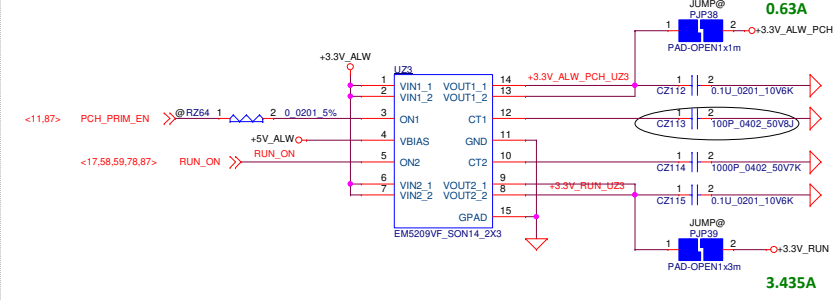 JUMP@
0.63A
PJP38
1 2 +3.3V_ALW_PCH
PAD-OPEN1x1m
+3.3V_ALW
UZ3
1 VIN1_1 VOUT1_1 14 +3.3V_ALW_PCH_UZ3
2 VIN1_2 VOUT1_2 13 CZ112 1 2 0.1U_0201_10V6K
<11,87> PCH_PRIM_EN @RZ64 1 2 0_0201_5% 3 ON1 CT1 12 CZ113 1 2 100P_0402_50V8J
+5V_ALW 4 VBIAS GND 11
<17,58,59,78,87> RUN_ON RUN_ON 5 ON2 CT2 10 CZ114 1 2 1000P_0402_50V7K
6 VIN2_1 VOUT2_1 9 +3.3V_RUN_UZ3
7 VIN2_2 VOUT2_2 8 CZ115 1 2 0.1U_0201_10V6K
GPAD 15
EM5209VF_SON14_2X3
JUMP@
PJP39
1 2 +3.3V_RUN
PAD-OPEN1x3m
3.435A